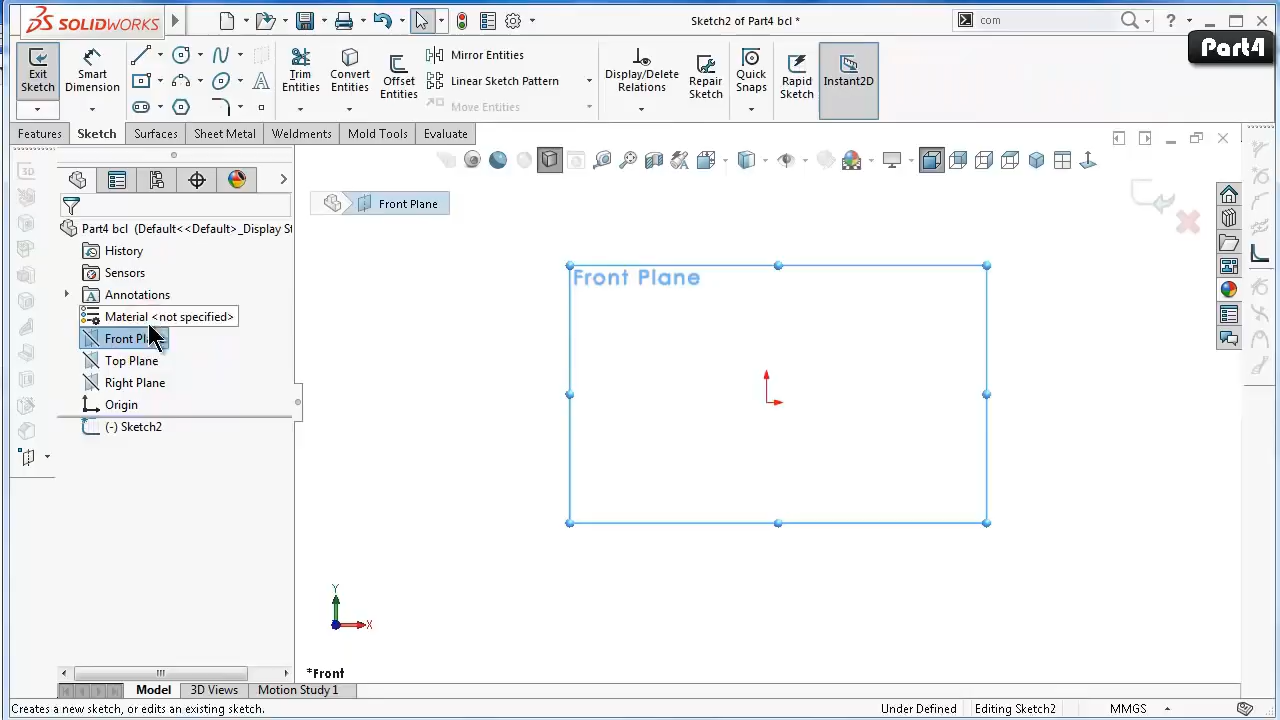 SOLIDWORKS
Sketch2 of Part4 bcl *
com
Part4
Exit Sketch
Smart Dimension
Trim Entities
Convert Entities
Offset Entities
Mirror Entities
Linear Sketch Pattern
Move Entities
Display/Delete Relations
Repair Sketch
Quick Snaps
Rapid Sketch
Instant2D
Features
Sketch
Surfaces
Sheet Metal
Weldments
Mold Tools
Evaluate
Front Plane
Part4 bcl (Default<<Default>_Display St
History
Sensors
Annotations
Material <not specified>
Front Pl
Top Plane
Right Plane
Origin
(-) Sketch2
Front Plane
Y
X
*Front
Model
3D Views
Motion Study 1
Creates a new sketch, or edits an existing sketch.
Under Defined
Editing Sketch2
MMGS